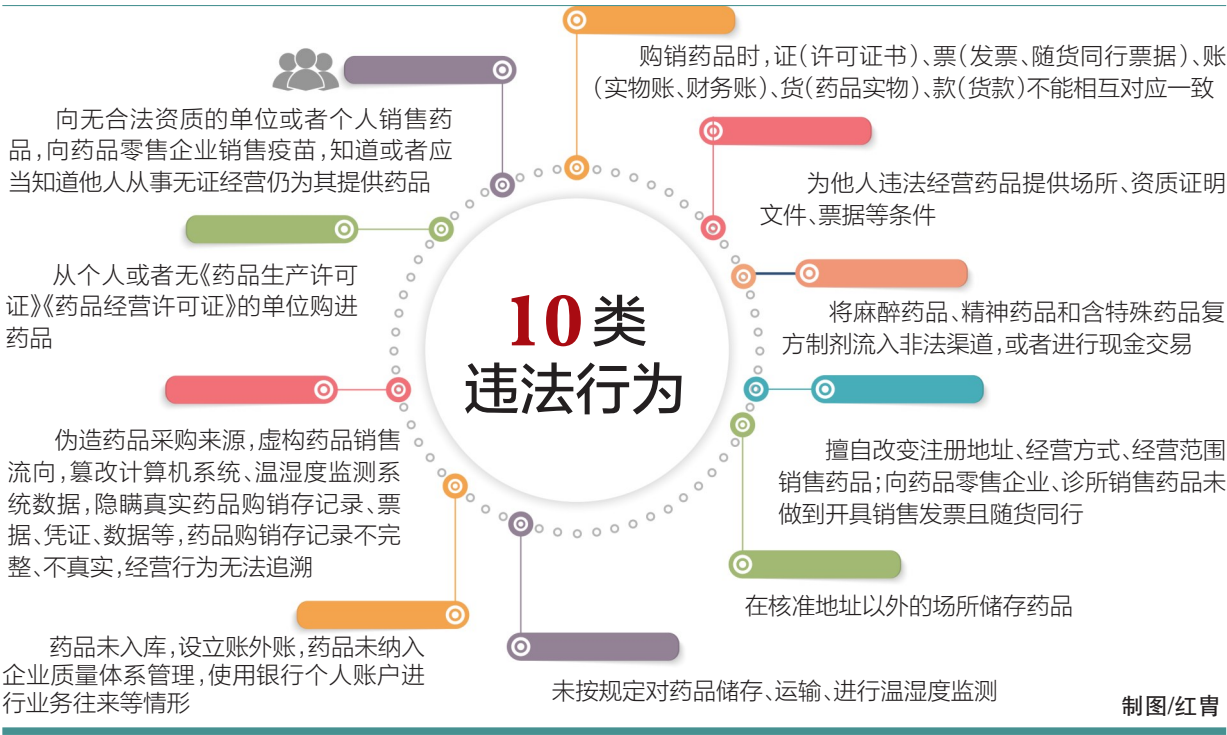 购销药品时,证(许可证书)、票(发票、随货同行票据)、账
(实物账、财务账)、货(药品实物)、款(货款)不能相互对应一致
为他人违法经营药品提供场所、资质证明
文件、票据等条件
将麻醉药品、精神药品和含特殊药品复
方制剂流入非法渠道,或者进行现金交易
擅自改变注册地址、经营方式、经营范围
销售药品;向药品零售企业、诊所销售药品未
做到开具销售发票且随货同行
在核准地址以外的场所储存药品
未按规定对药品储存、运输、进行温湿度监测
药品未入库,设立账外账,药品未纳入
企业质量体系管理,使用银行个人账户进
行业务往来等情形
伪造药品采购来源,虚构药品销售
流向,篡改计算机系统、温湿度监测系
统数据,隐瞒真实药品购销存记录、票
据、凭证、数据等,药品购销存记录不完
整、不真实,经营行为无法追溯
从个人或者无《药品生产许可
证》《药品经营许可证》的单位购进
药品
向无合法资质的单位或者个人销售药
品,向药品零售企业销售疫苗,知道或者应
当知道他人从事无证经营仍为其提供药品
10类
违法行为
制图/红胄